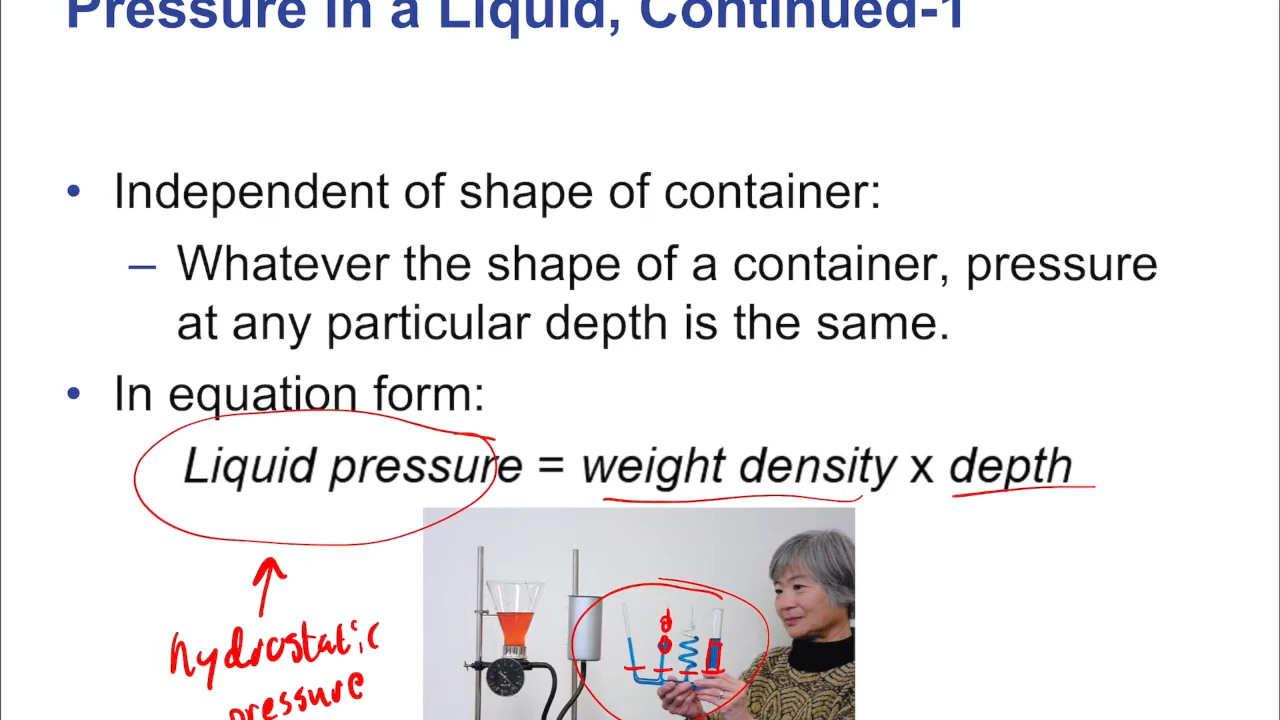 Pressure in a Liquid, Continued-1
• Independent of shape of container:
– Whatever the shape of a container, pressure
at any particular depth is the same.
• In equation form:
Liquid pressure = weight density x depth
hydrostatic
pressure